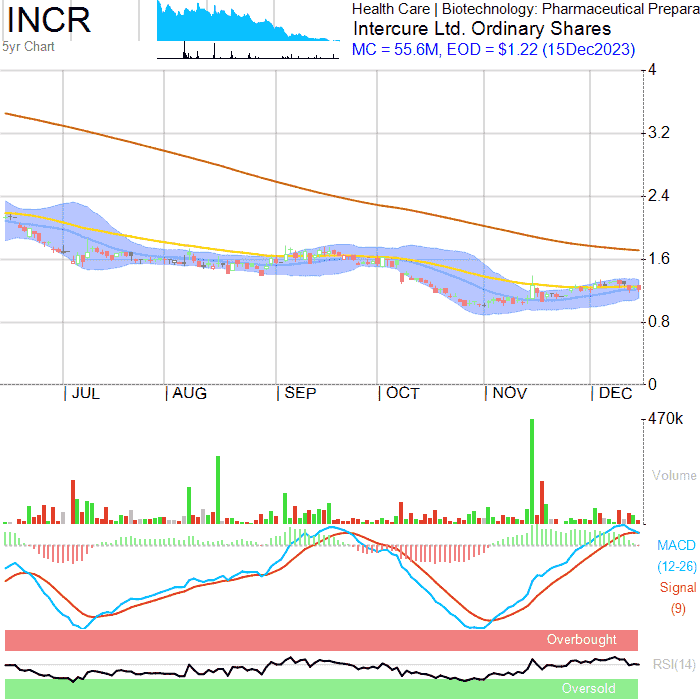 INCR
5yr Chart
Health Care | Biotechnology: Pharmaceutical Prepara
Intercure Ltd. Ordinary Shares
MC = 55.6M, EOD = $1.22 (15Dec2023)
4
3.2
2.4
1.6
0.8
0
| JUL | AUG | SEP | OCT | NOV | DEC
470k
Volume
MACD
(12-26)
Signal
(9)
Overbought
RSI(14)
Oversold